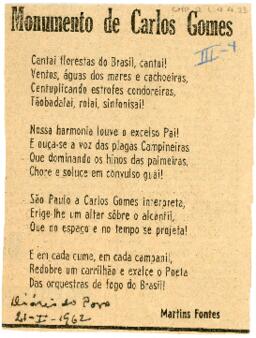 Monumento de Carlos Gomes
III-4
Cantai florestas do Brasil, cantai!
Ventos, águas dos mares e cachoeiras,
Centuplicando estrofes condoreiras,
Tãobadalai, rolai, sinfonisai!
Nossa harmonia louve o excelso Pai!
E ouça-se a voz das plagas Campineiras
Que dominando os hinos das palmeiras,
Chore e soluce em convulso guái!
São Paulo a Carlos Gomes interpreta,
Erige-lhe um altar sôbre o alcantil,
Que no espaço e no tempo se projeta!
E em cada cume, em cada campanil,
Redobre um carrilhão e exalce o Poeta
Das orquestras de fogo do Brasil!
Martins Fontes
Diário do Povo
21-I-1962